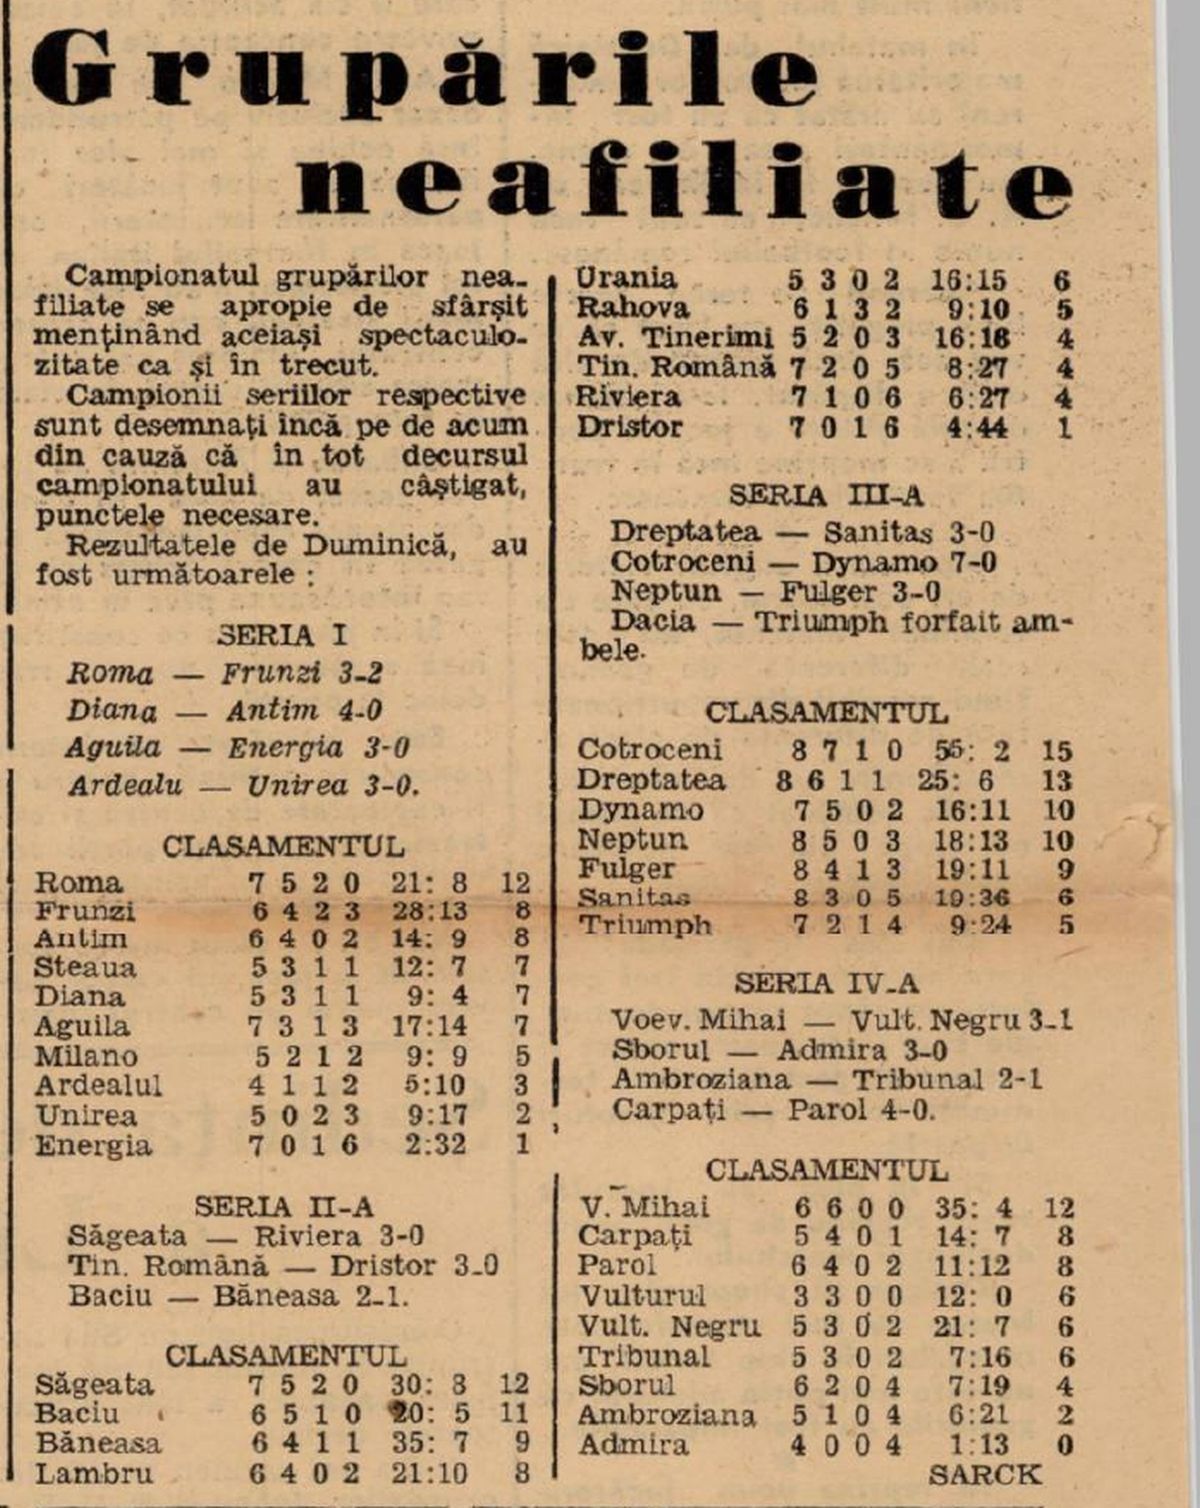 Grupările
neafiliate
Campionatul grupărilor nea-
filiate se apropie de sfârșit
menținând aceiași spectaculo-
zitate ca și în trecut.
Campionii seriilor respective
sunt desemnați încă pe de acum
din cauză că în tot decursul
campionatului au câștigat,
punctele necesare.
Rezultatele de Duminică, au
fost următoarele :
SERIA I
Roma — Frunzi 3-2
Diana — Antim 4-0
Aguila — Energia 3-0
Ardealu — Unirea 3-0.
CLASAMENTUL
Roma 7 5 2 0 21: 8 12
Frunzi 6 4 2 3 28:13 8
Antim 6 4 0 2 14: 9 8
Steaua 5 3 1 1 12: 7 7
Diana 5 3 1 1 9: 4 7
Aguila 7 3 1 3 17:14 7
Milano 5 2 1 2 9: 9 5
Ardealul 4 1 1 2 5:10 3
Unirea 5 0 2 3 9:17 2
Energia 7 0 1 6 2:32 1
SERIA II-A
Săgeata — Riviera 3-0
Tin. Română — Dristor 3-0
Baciu — Băneasa 2-1.
CLASAMENTUL
Săgeata 7 5 2 0 30: 3 12
Baciu 6 5 1 0 20: 5 11
Băneasa 6 4 1 1 35: 7 9
Lambru 6 4 0 2 21:10 8
Urania 5 3 0 2 16:15 6
Rahova 6 1 3 2 9:10 5
Av. Tinerimi 5 2 0 3 16:16 4
Tin. Română 7 2 0 5 8:27 4
Riviera 7 1 0 6 6:27 4
Dristor 7 0 1 6 4:44 1
SERIA III-A
Dreptatea — Sanitas 3-0
Cotroceni — Dynamo 7-0
Neptun — Fulger 3-0
Dacia — Triumph forfait am-
bele.
CLASAMENTUL
Cotroceni 8 7 1 0 55: 2 15
Dreptatea 8 6 1 1 25: 6 13
Dynamo 7 5 0 2 16:11 10
Neptun 8 5 0 3 18:13 10
Fulger 8 4 1 3 19:11 9
Sanitas 8 3 0 5 19:36 6
Triumph 7 2 1 4 9:24 5
SERIA IV-A
Voev. Mihai — Vult. Negru 3-1
Sborul — Admira 3-0
Ambroziana — Tribunal 2-1
Carpați — Parol 4-0.
CLASAMENTUL
V. Mihai 6 6 0 0 35: 4 12
Carpați 5 4 0 1 14: 7 8
Parol 6 4 0 2 11:12 8
Vulturul 3 3 0 0 12: 0 6
Vult. Negru 5 3 0 2 21: 7 6
Tribunal 5 3 0 2 7:16 6
Sborul 6 2 0 4 7:19 4
Ambroziana 5 1 0 4 6:21 2
Admira 4 0 0 4 1:13 0
SARCK